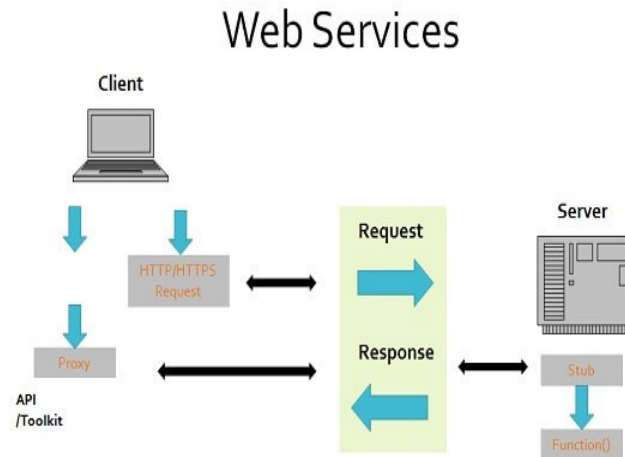 Web Services
Client
Server
Request
HTTP/HTTPS
Request
Response
Proxy
Stub
API
/Toolkit
Function()